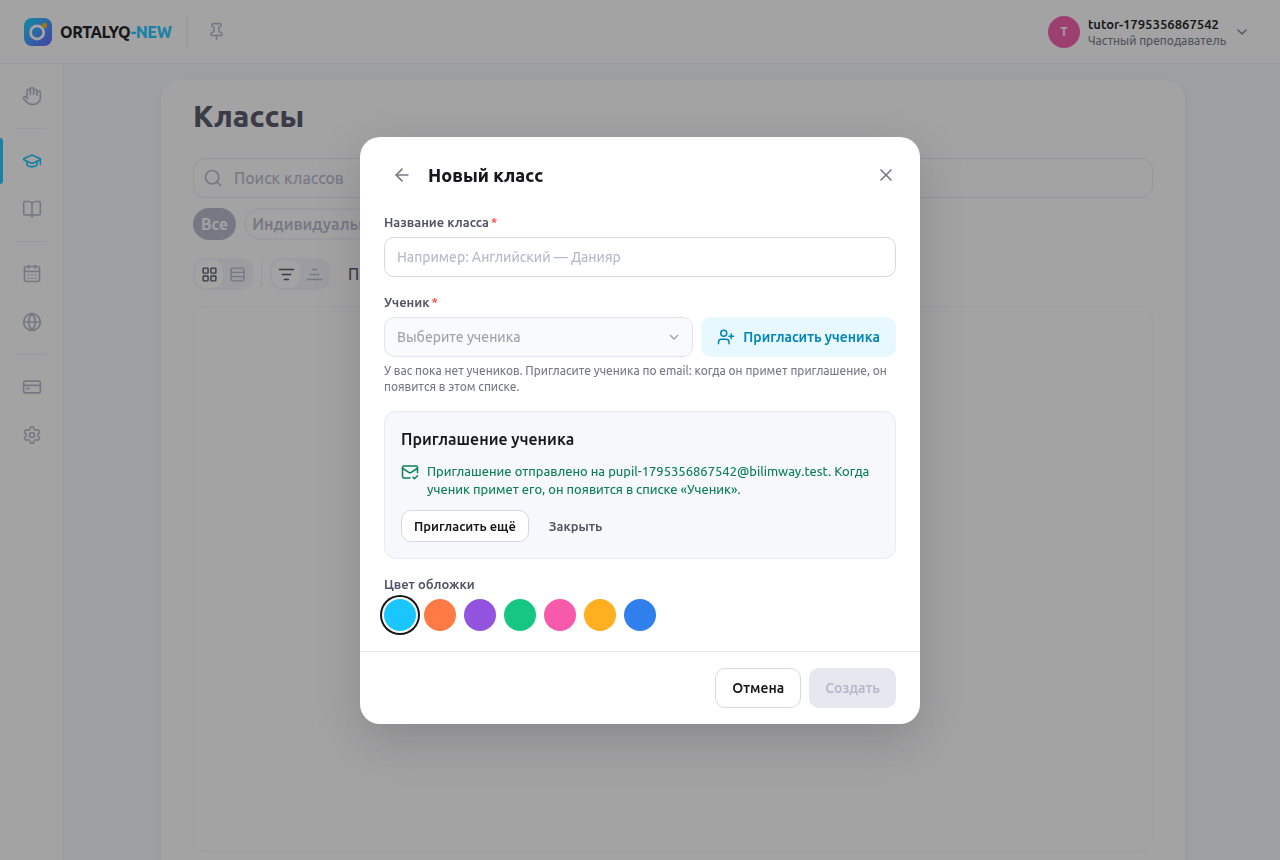 ORTALYQ-NEW
T
tutor-1795356867542
Частный преподаватель
Классы
Поиск классов
Все
Индивидуаль
П
Новый класс
Название класса *
Например: Английский — Данияр
Ученик *
Выберите ученика
Пригласить ученика
У вас пока нет учеников. Пригласите ученика по email: когда он примет приглашение, он
появится в этом списке.
Приглашение ученика
Приглашение отправлено на pupil-1795356867542@bilimway.test. Когда
ученик примет его, он появится в списке «Ученик».
Пригласить ещё
Закрыть
Цвет обложки
Отмена
Создать